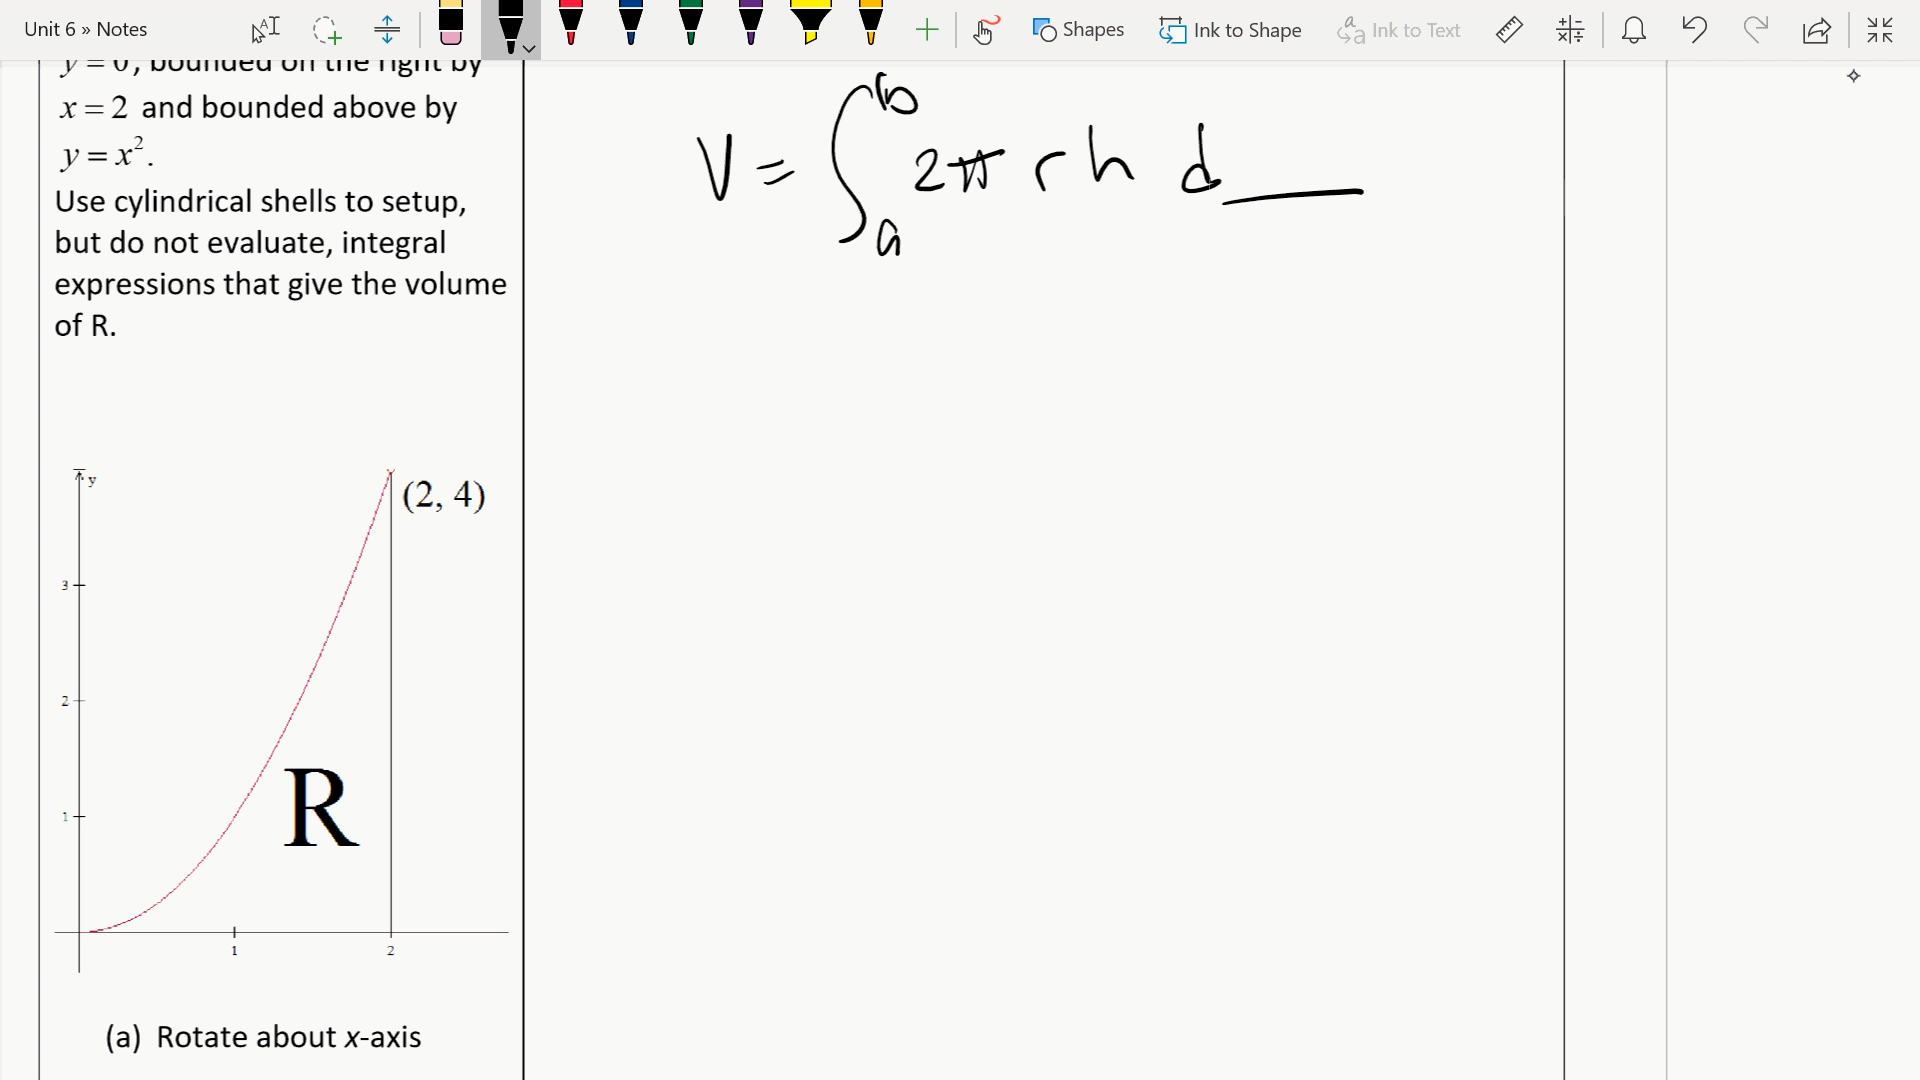 Unit 6 » Notes
Shapes
Ink to Shape
Ink to Text
y = 0, bounded on the right by
x = 2 and bounded above by
y = x².
Use cylindrical shells to setup,
but do not evaluate, integral
expressions that give the volume
of R.
V = ∫ₐᵇ 2π r h d___
y
(2, 4)
3
2
1
R
1 2
(a) Rotate about x-axis